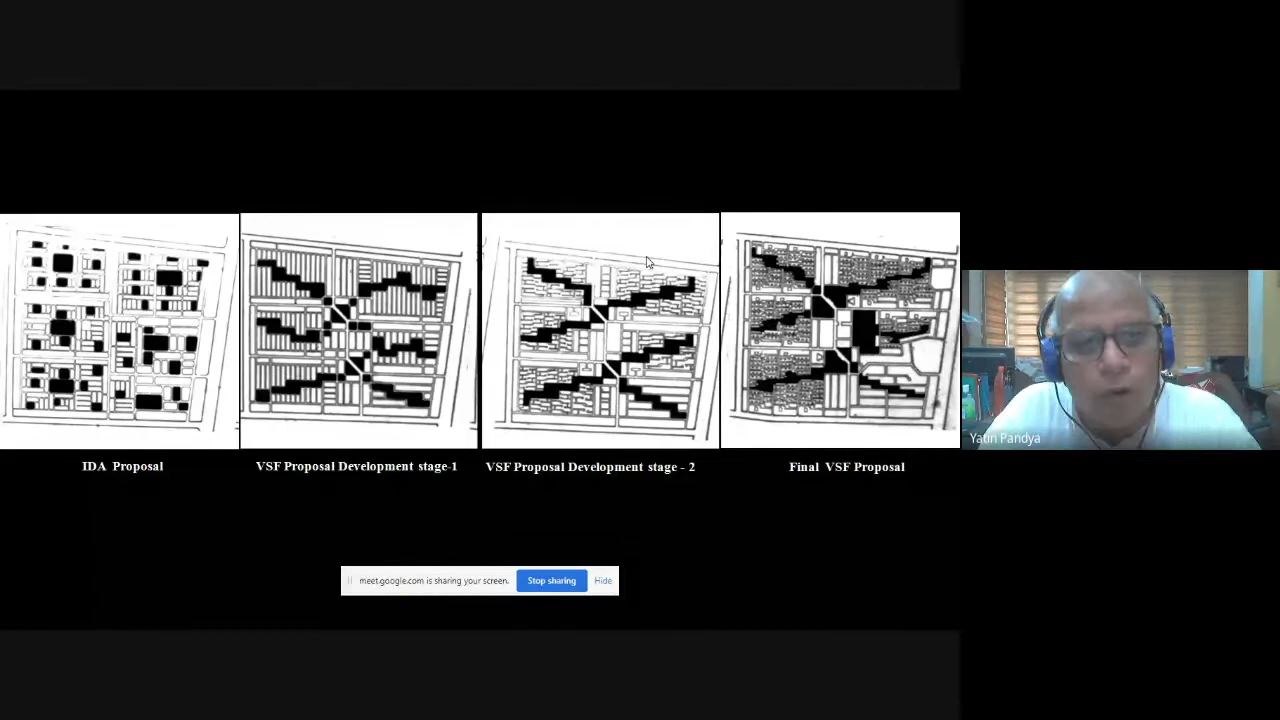 IDA Proposal
VSF Proposal Development stage-1
VSF Proposal Development stage - 2
Final VSF Proposal
Yatin Pandya
meet.google.com is sharing your screen.
Stop sharing
Hide